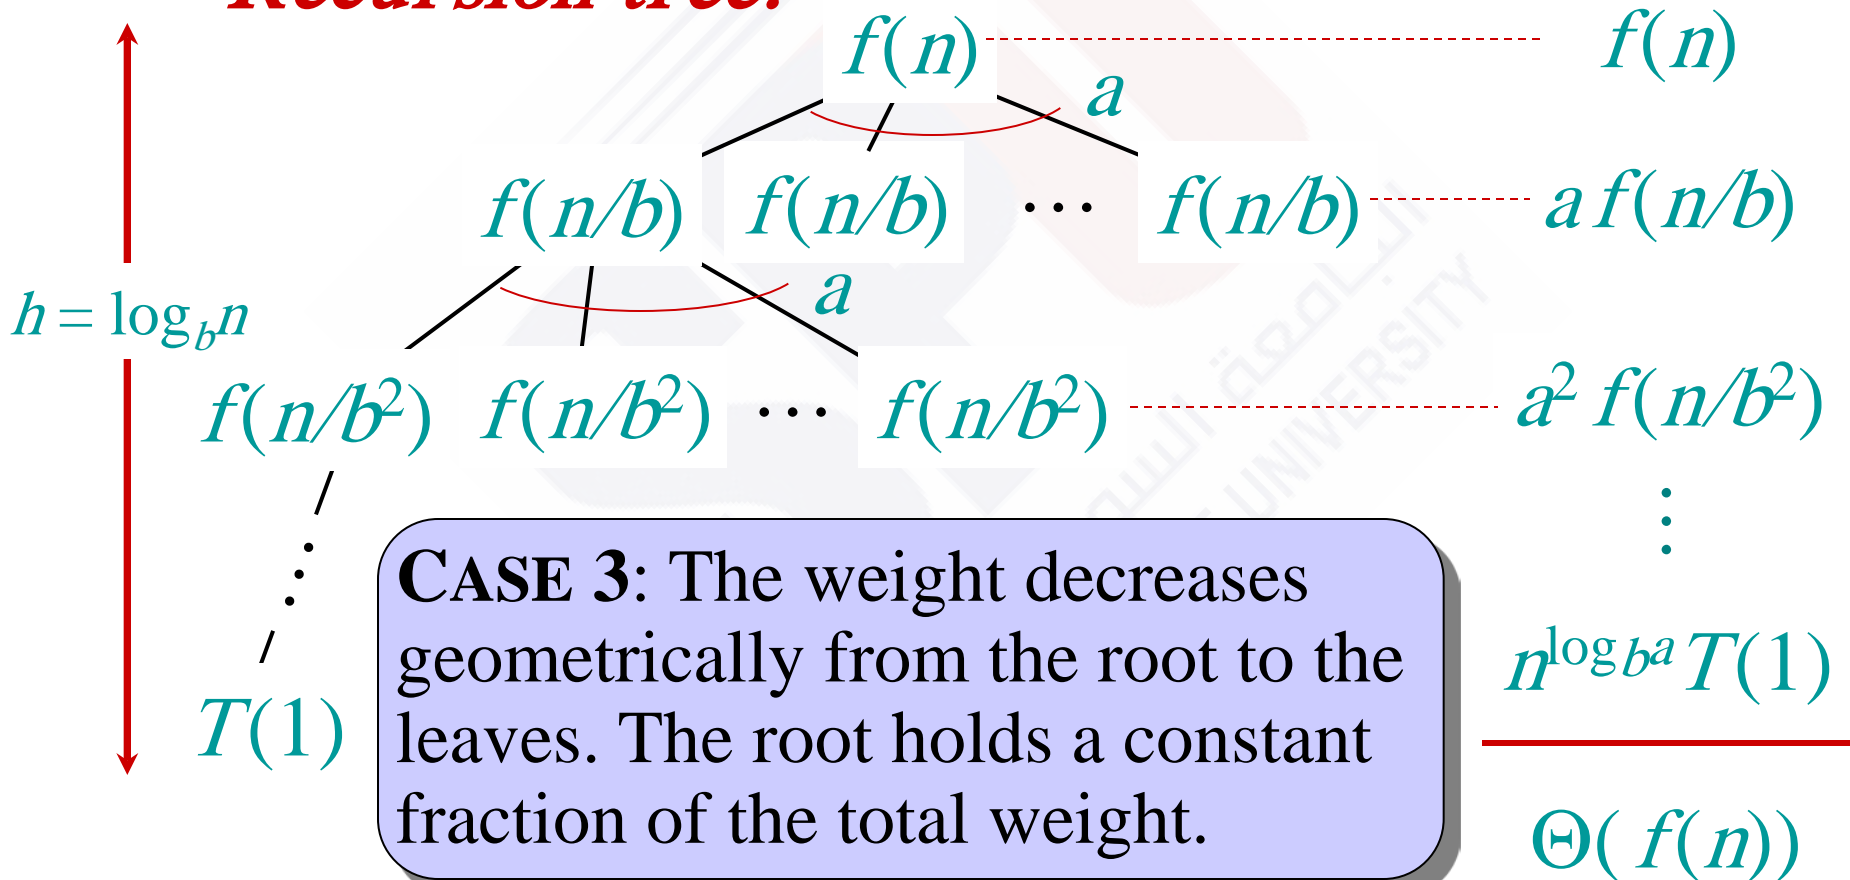 Recursion tree:
f(n) f(n)
a
f(n/b) f(n/b) ··· f(n/b) a f(n/b)
a
h = log_b n
f(n/b²) f(n/b²) ··· f(n/b²) a² f(n/b²)
CASE 3: The weight decreases
geometrically from the root to the
leaves. The root holds a constant
fraction of the total weight.
n^{log_b a} T(1)
T(1)
Θ( f(n))
UNIVERSITY